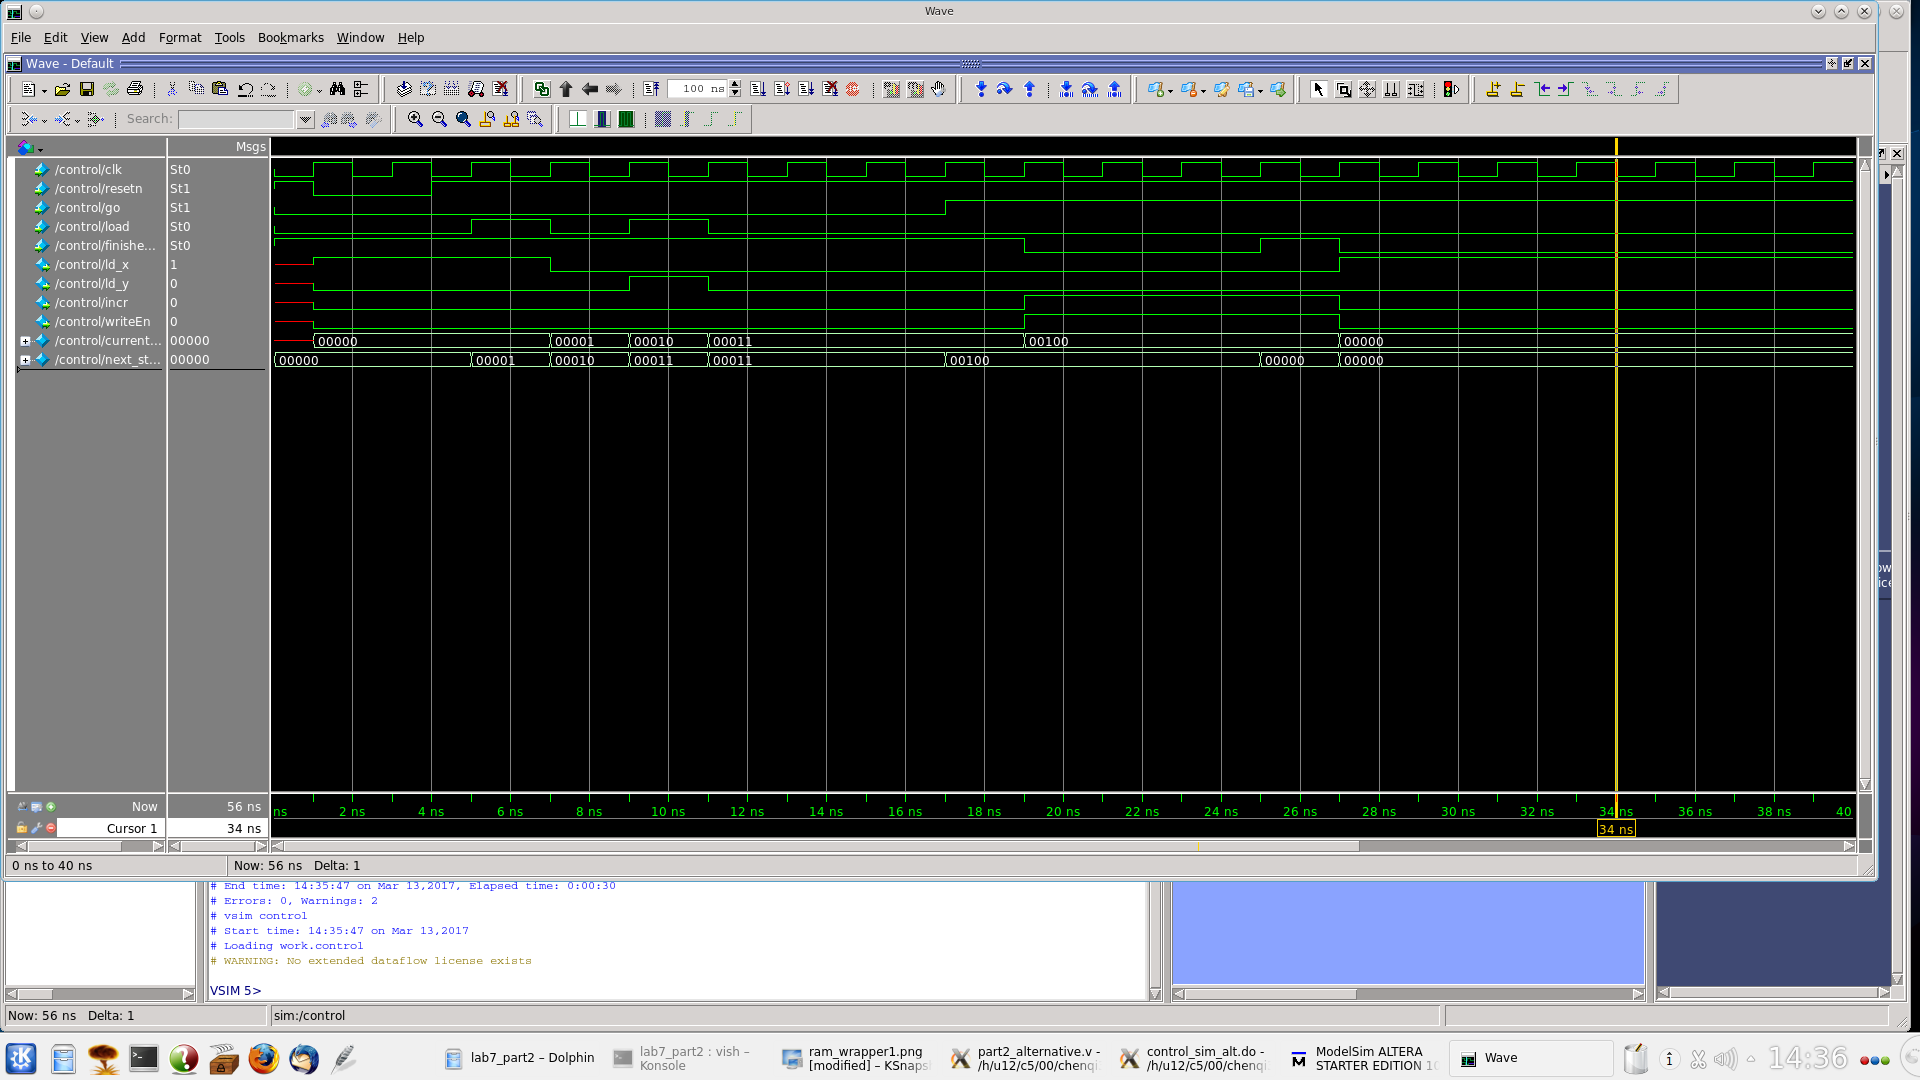 Wave
File Edit View Add Format Tools Bookmarks Window Help
Wave - Default
100 ns
Search:
Msgs
/control/clk St0
/control/resetn St1
/control/go St1
/control/load St0
/control/finishe... St0
/control/ld_x 1
/control/ld_y 0
/control/incr 0
/control/writeEn 0
/control/current... 00000 00000 00001 00010 00011 00100 00000
/control/next_st... 00000 00000 00001 00010 00011 00011 00100 00000 00000
Now 56 ns ns 2 ns 4 ns 6 ns 8 ns 10 ns 12 ns 14 ns 16 ns 18 ns 20 ns 22 ns 24 ns 26 ns 28 ns 30 ns 32 ns 34 ns 36 ns 38 ns 40
Cursor 1 34 ns 34 ns
0 ns to 40 ns Now: 56 ns Delta: 1
# End time: 14:35:47 on Mar 13,2017, Elapsed time: 0:00:30
# Errors: 0, Warnings: 2
# vsim control
# Start time: 14:35:47 on Mar 13,2017
# Loading work.control
# WARNING: No extended dataflow license exists
VSIM 5>
Now: 56 ns Delta: 1 sim:/control
lab7_part2 – Dolphin
lab7_part2 : vish –
Konsole
ram_wrapper1.png
[modified] – KSnaps
part2_alternative.v -
/h/u12/c5/00/chenqi
control_sim_alt.do -
/h/u12/c5/00/chenqi
ModelSim ALTERA
STARTER EDITION 10
Wave
14:36